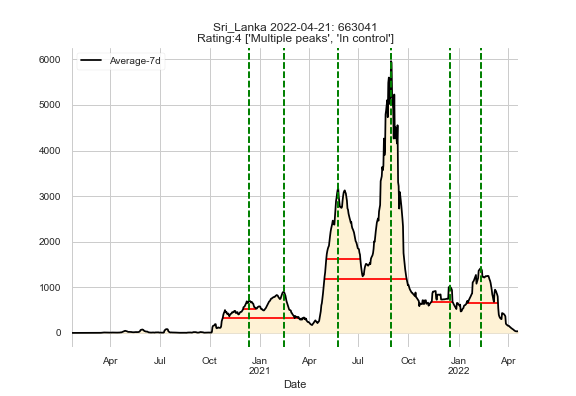 Sri_Lanka 2022-04-21: 663041
Rating:4 ['Multiple peaks', 'In control']
Average-7d
6000
5000
4000
3000
2000
1000
0
Apr Jul Oct Jan Apr Jul Oct Jan Apr
2021 2022
Date